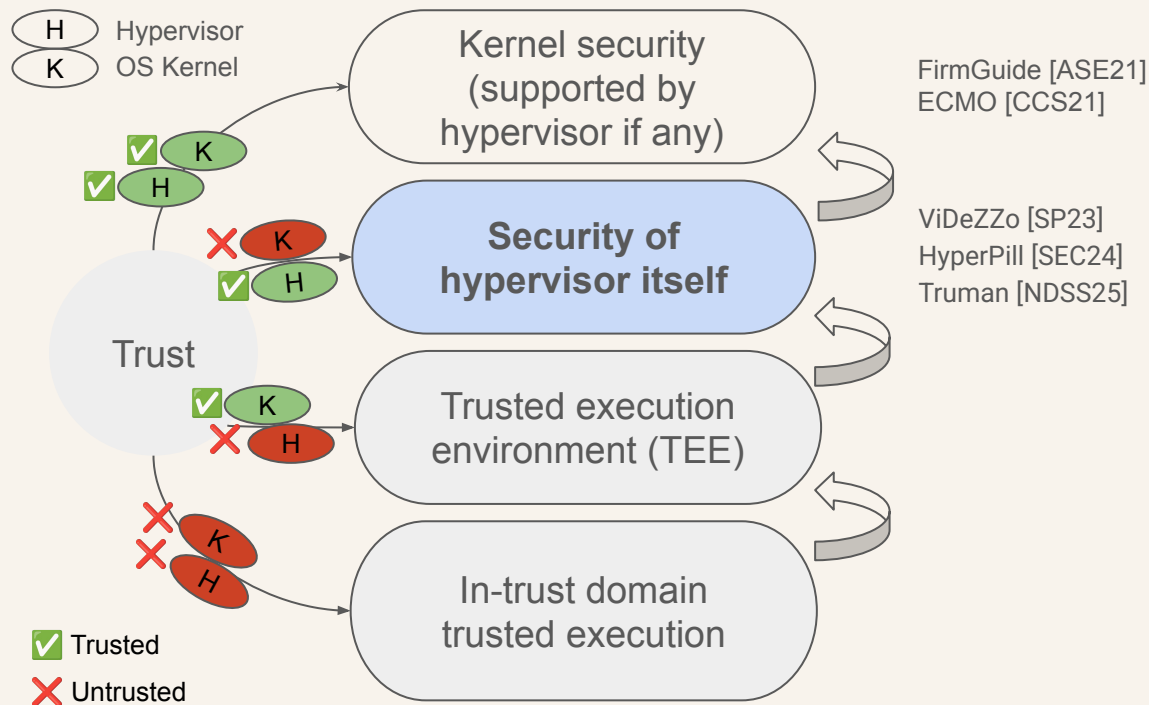 H Hypervisor
K OS Kernel
Kernel security
(supported by
hypervisor if any)
FirmGuide [ASE21]
ECMO [CCS21]
K
H
K
H
Security of
hypervisor itself
ViDeZZo [SP23]
HyperPill [SEC24]
Truman [NDSS25]
Trust
K
H
Trusted execution
environment (TEE)
K
H
In-trust domain
trusted execution
Trusted
Untrusted